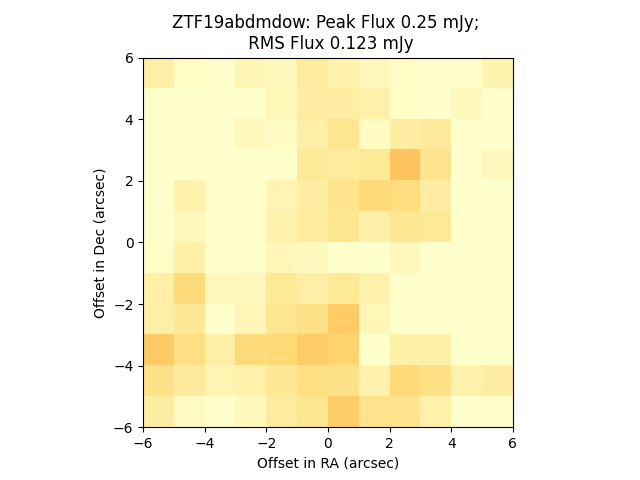 ZTF19abdmdow: Peak Flux 0.25 mJy;
RMS Flux 0.123 mJy
6
4
2
0
−2
−4
−6
Offset in Dec (arcsec)
−6 −4 −2 0 2 4 6
Offset in RA (arcsec)